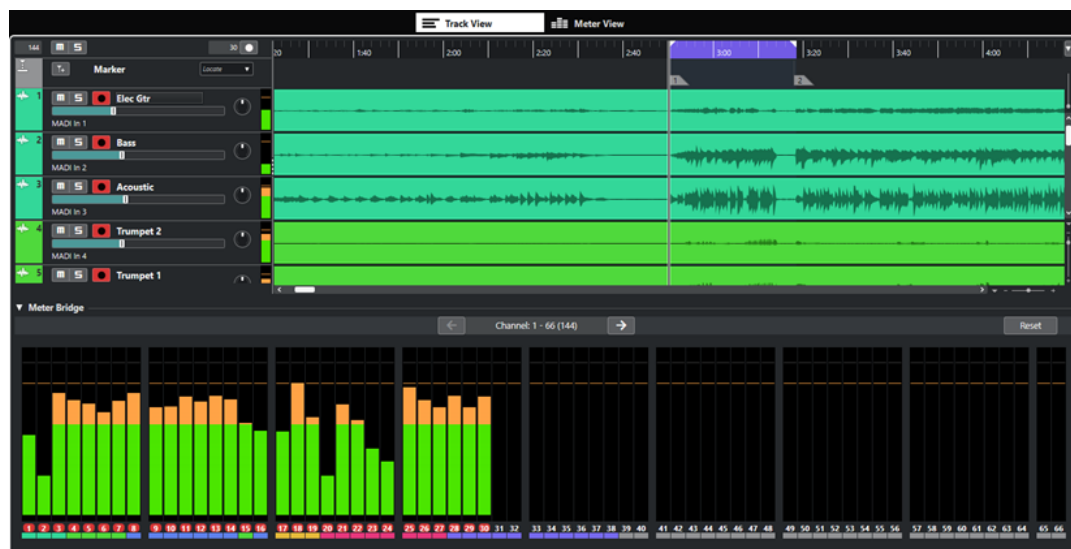 Track View Meter View
144 m S 30 20 1:40 2:00 2:20 2:40 3:00 3:20 3:40 4:00
Marker Locate
1 2
1 m S Elec Gtr
MADI In 1
2 m S Bass
MADI In 2
3 m S Acoustic
MADI In 3
4 m S Trumpet 2
MADI In 4
5 m S Trumpet 1
Meter Bridge
Channel: 1 - 66 (144) Reset
1 2 3 4 5 6 7 8 9 10 11 12 13 14 15 16 17 18 19 20 21 22 23 24 25 26 27 28 29 30 31 32 33 34 35 36 37 38 39 40 41 42 43 44 45 46 47 48 49 50 51 52 53 54 55 56 57 58 59 60 61 62 63 64 65 66